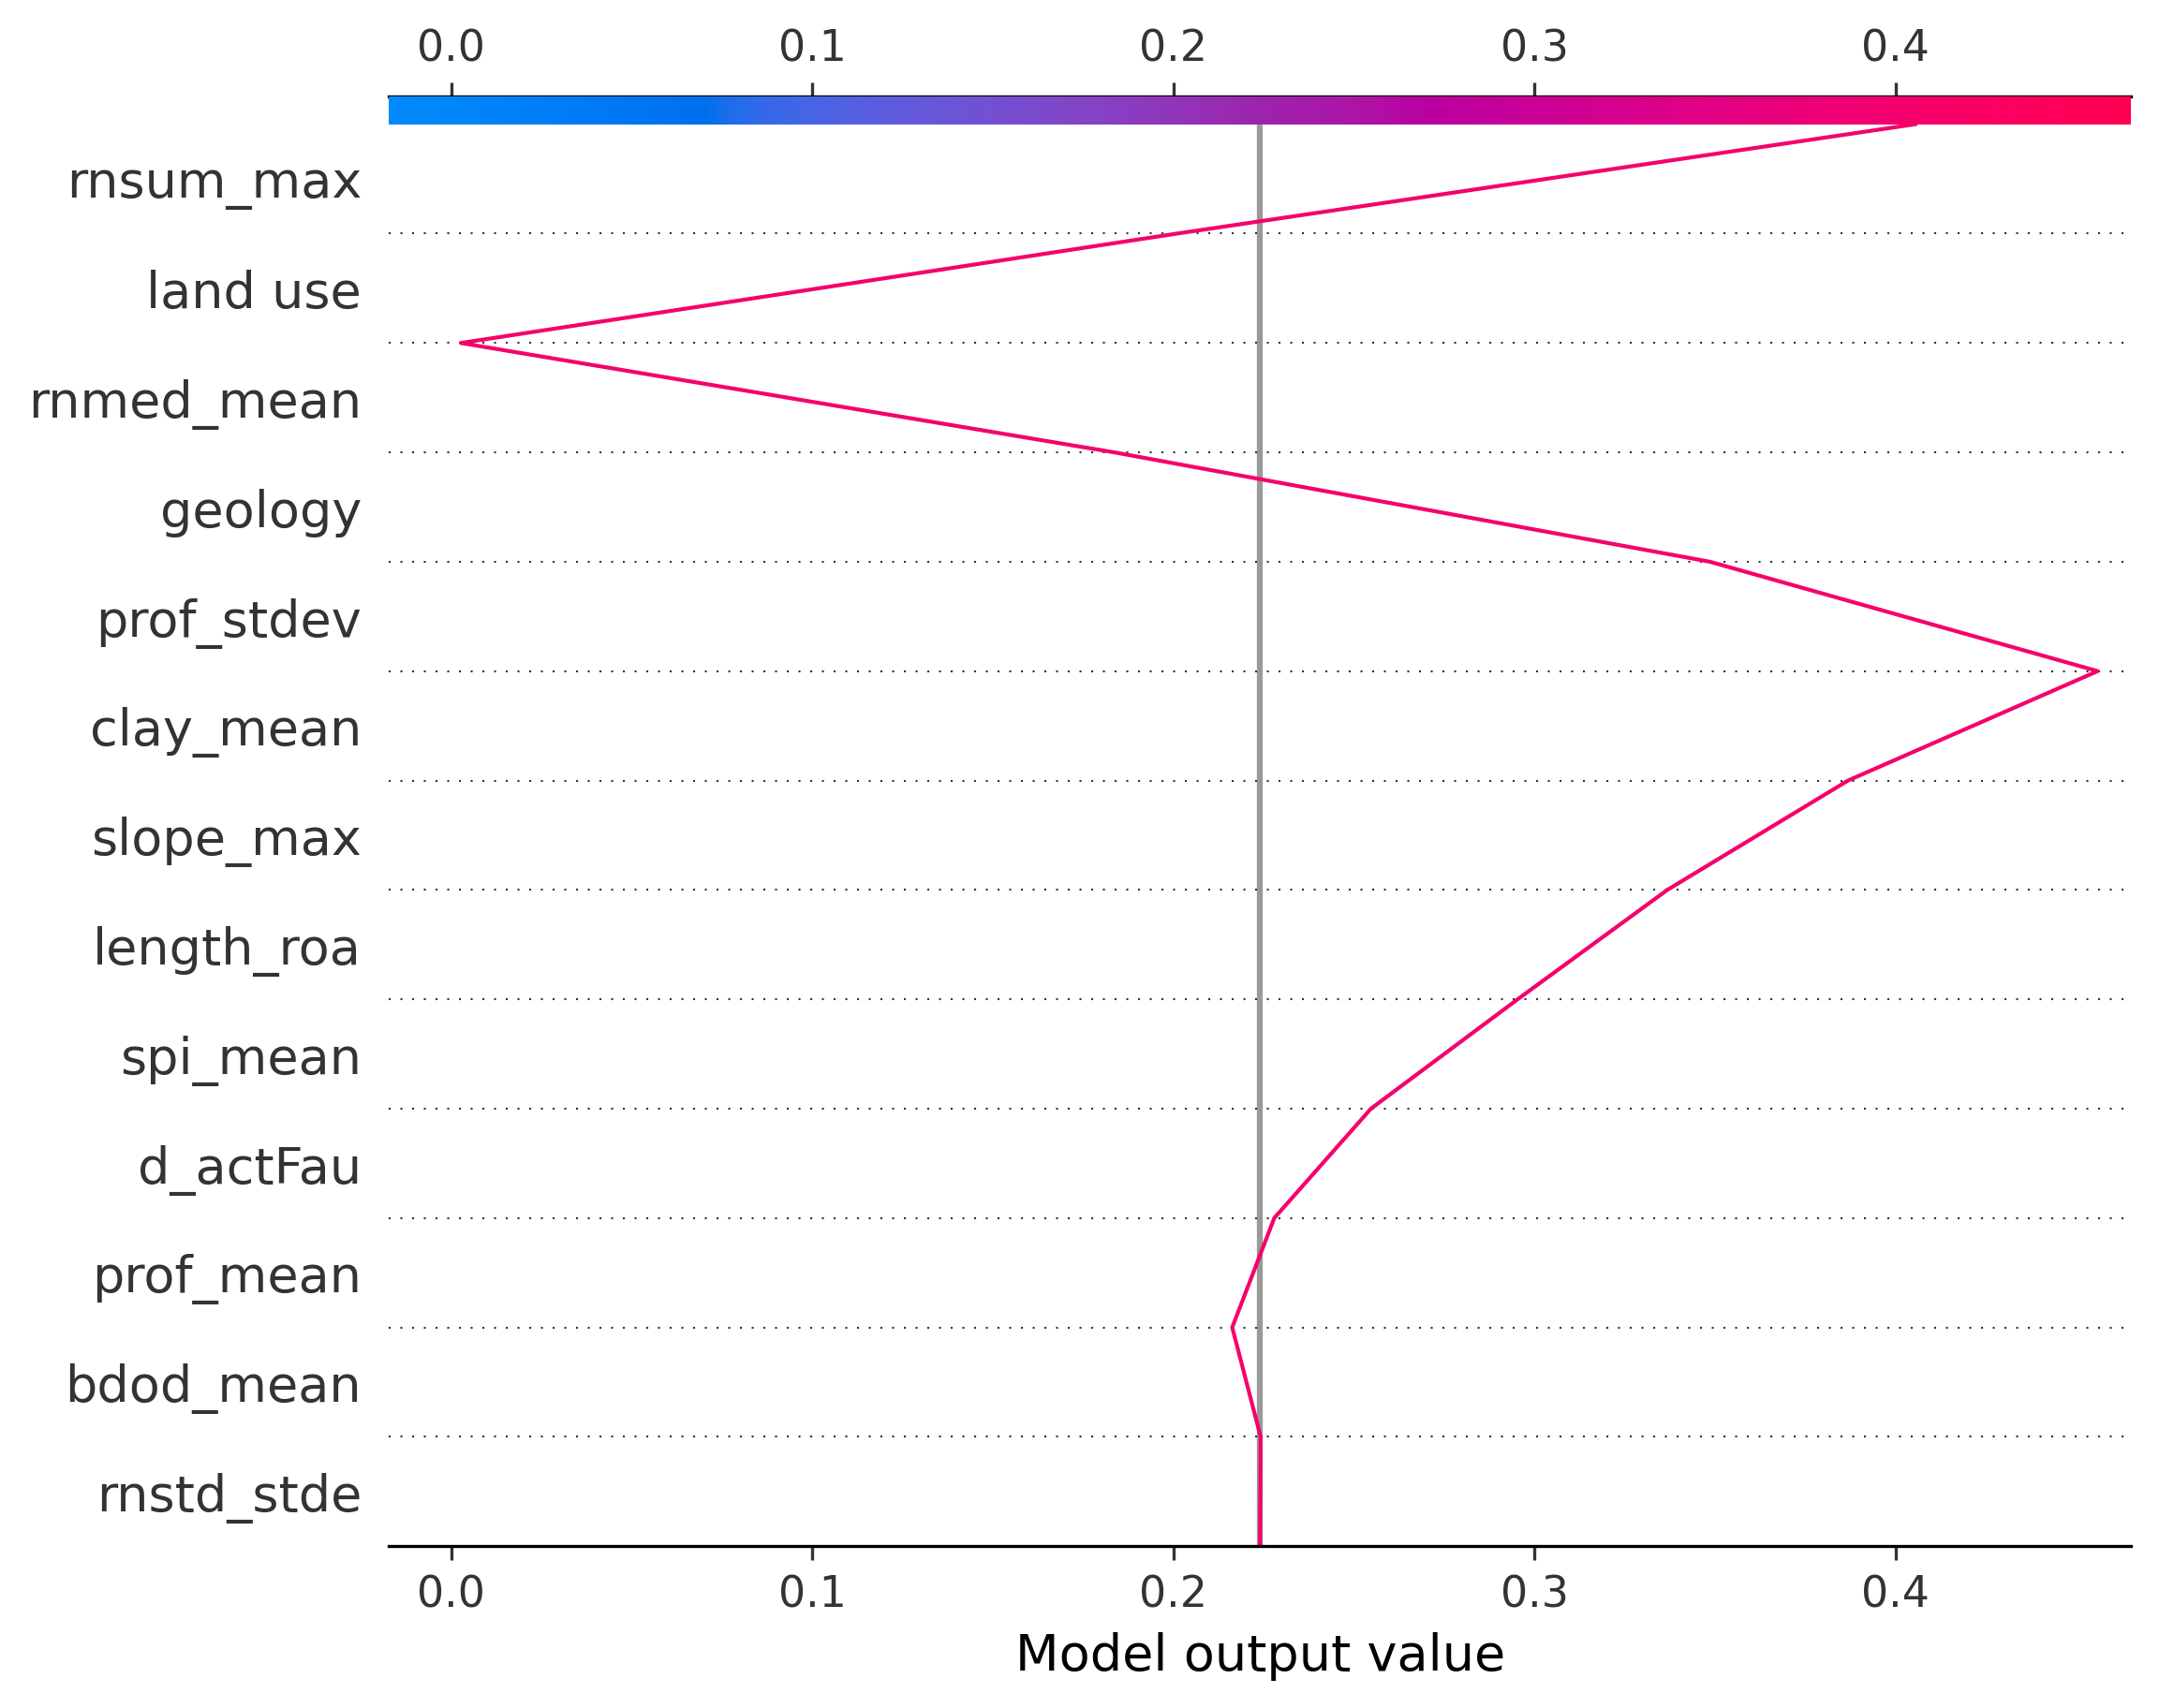 0.0 0.1 0.2 0.3 0.4
rnsum_max
land use
rnmed_mean
geology
prof_stdev
clay_mean
slope_max
length_roa
spi_mean
d_actFau
prof_mean
bdod_mean
rnstd_stde
0.0 0.1 0.2 0.3 0.4
Model output value